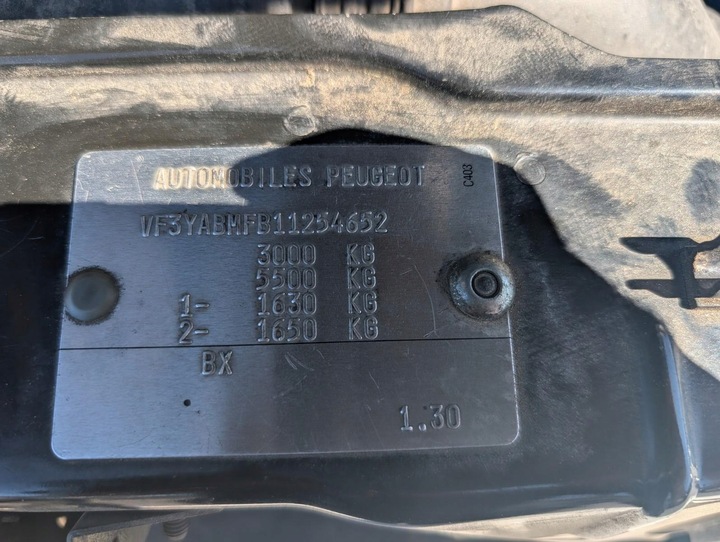 AUTOMOBILES PEUGEOT
C403
VF3YABMFB11254652
3000 KG
5500 KG
1- 1630 KG
2- 1650 KG
BX
1.30